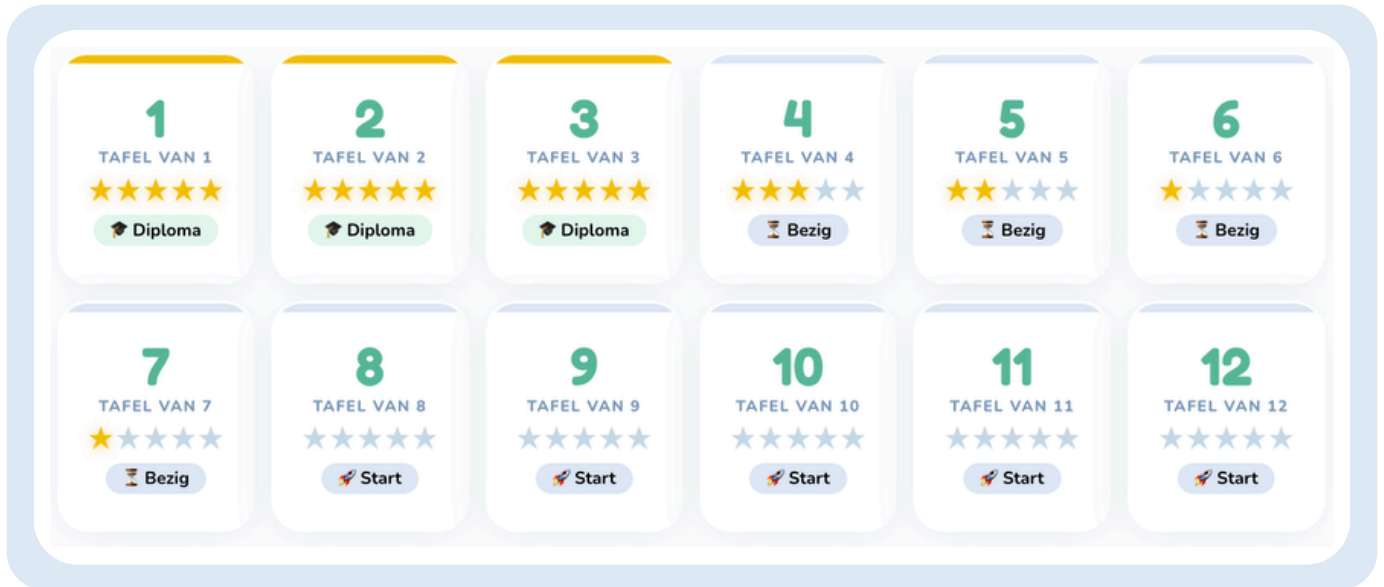 1
TAFEL VAN 1
Diploma
2
TAFEL VAN 2
Diploma
3
TAFEL VAN 3
Diploma
4
TAFEL VAN 4
Bezig
5
TAFEL VAN 5
Bezig
6
TAFEL VAN 6
Bezig
7
TAFEL VAN 7
Bezig
8
TAFEL VAN 8
Start
9
TAFEL VAN 9
Start
10
TAFEL VAN 10
Start
11
TAFEL VAN 11
Start
12
TAFEL VAN 12
Start